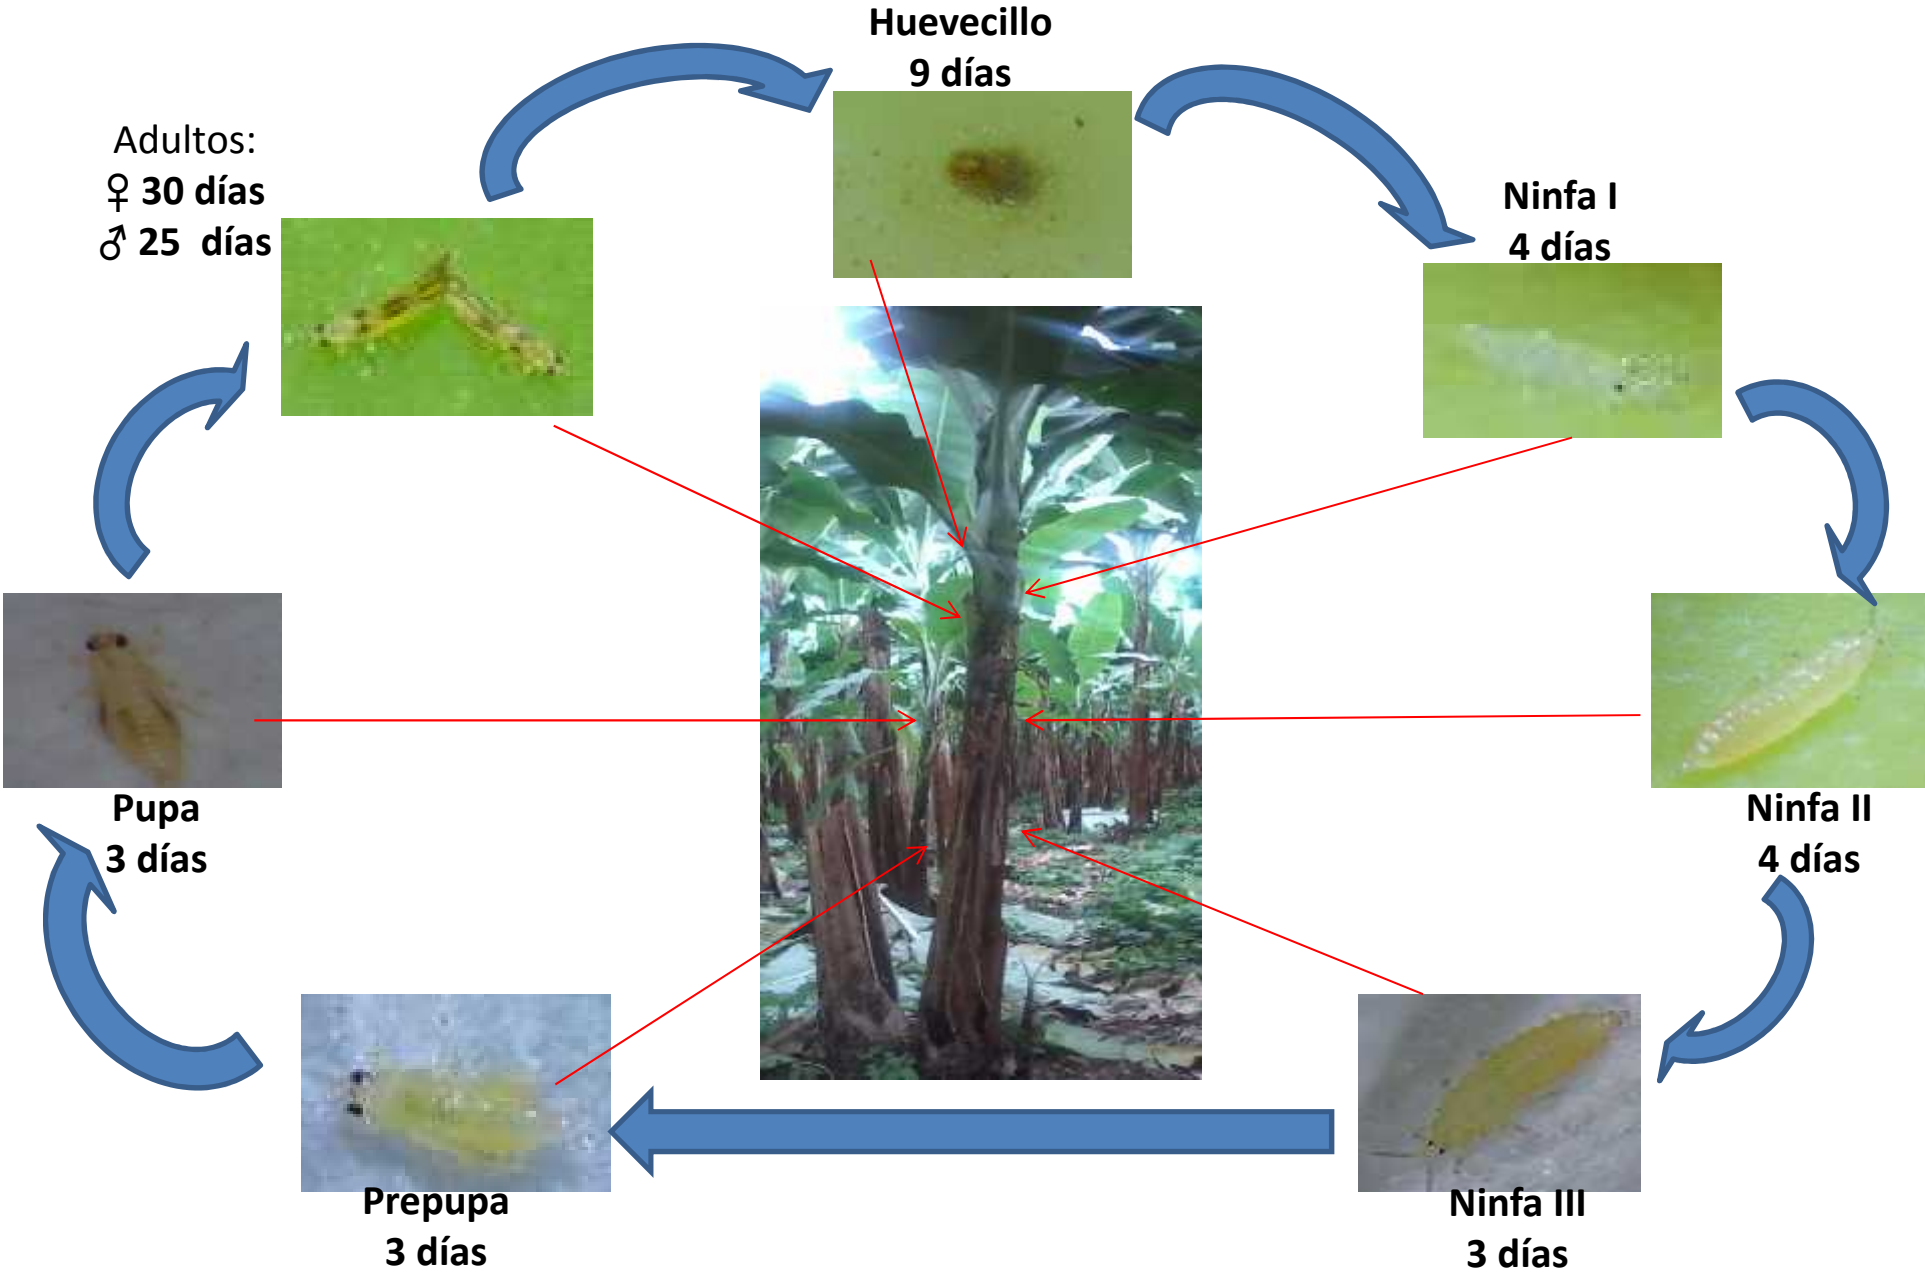 Huevecillo
9 días
Adultos:
♀ 30 días
♂ 25 días
Ninfa I
4 días
Ninfa II
4 días
Ninfa III
3 días
Prepupa
3 días
Pupa
3 días